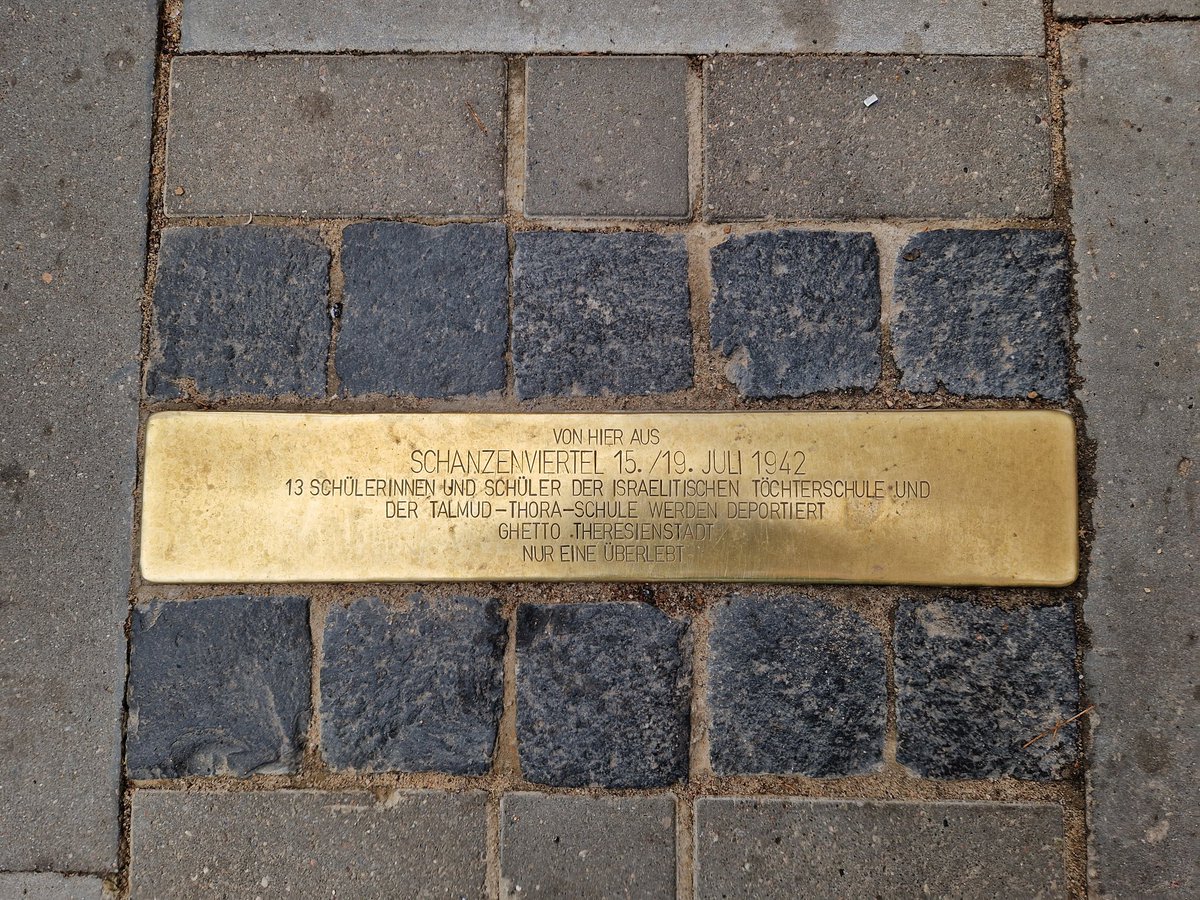 VON HIER AUS
SCHANZENVIERTEL 15./19. JULI 1942
13 SCHÜLERINNEN UND SCHÜLER DER ISRAELITISCHEN TÖCHTERSCHULE UND
DER TALMUD-THORA-SCHULE WERDEN DEPORTIERT
GHETTO THERESIENSTADT
NUR EINE ÜBERLEBT